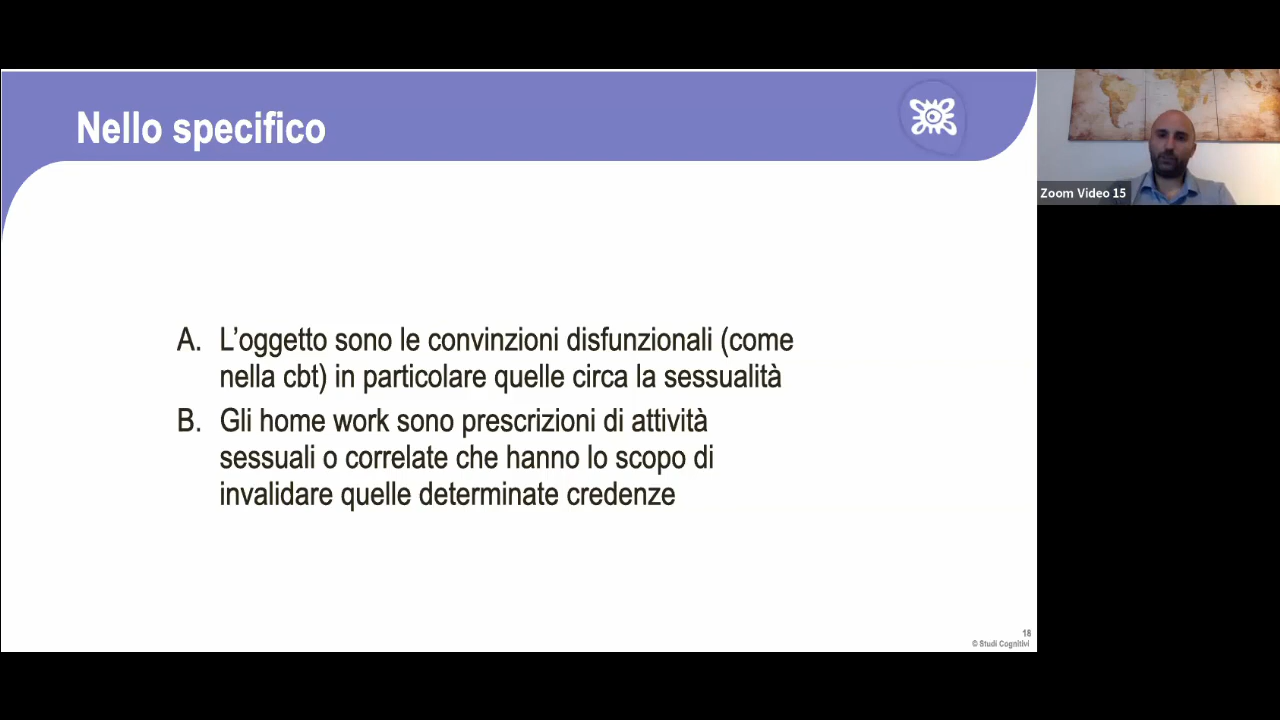 Nello specifico
Zoom Video 15
A. L’oggetto sono le convinzioni disfunzionali (come
nella cbt) in particolare quelle circa la sessualità
B. Gli home work sono prescrizioni di attività
sessuali o correlate che hanno lo scopo di
invalidare quelle determinate credenze
18
© Studi Cognitivi